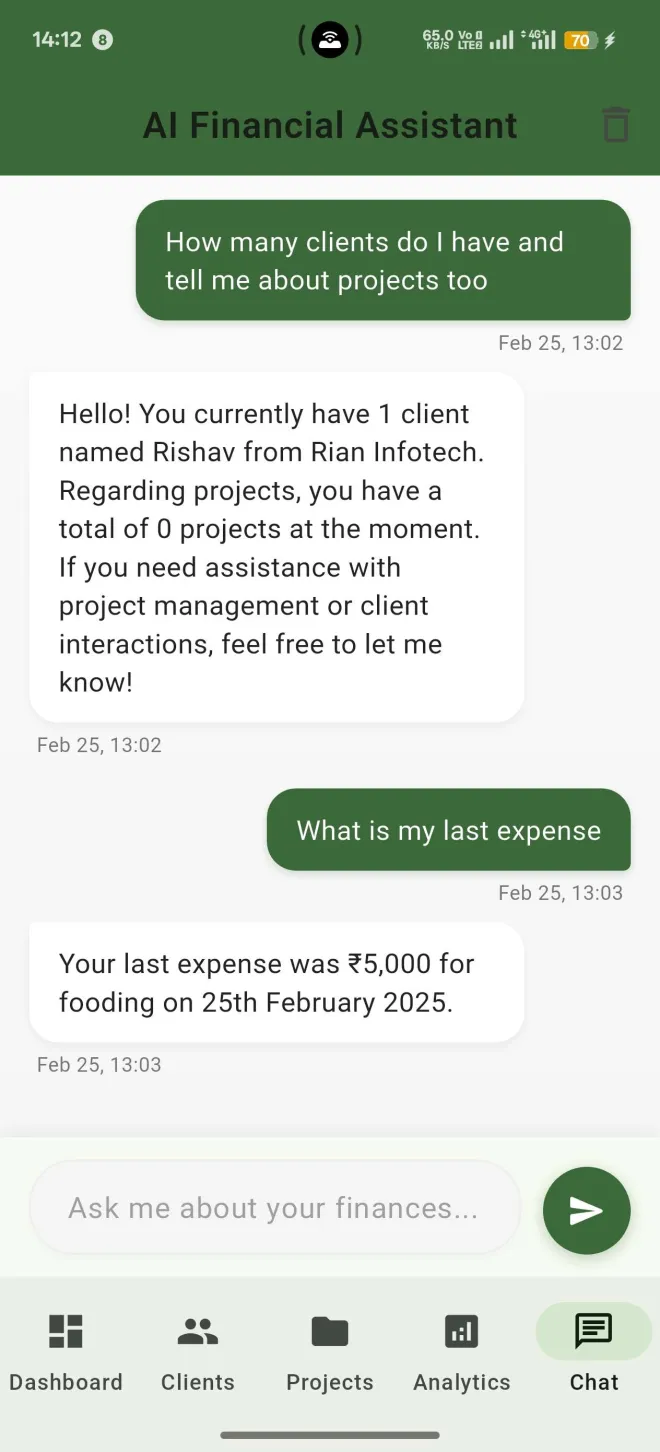 14:12 8 65.0 KB/S Vo LTE2 4G+ 70
AI Financial Assistant
How many clients do I have and
tell me about projects too
Feb 25, 13:02
Hello! You currently have 1 client
named Rishav from Rian Infotech.
Regarding projects, you have a
total of 0 projects at the moment.
If you need assistance with
project management or client
interactions, feel free to let me
know!
Feb 25, 13:02
What is my last expense
Feb 25, 13:03
Your last expense was ₹5,000 for
fooding on 25th February 2025.
Feb 25, 13:03
Ask me about your finances...
Dashboard Clients Projects Analytics Chat